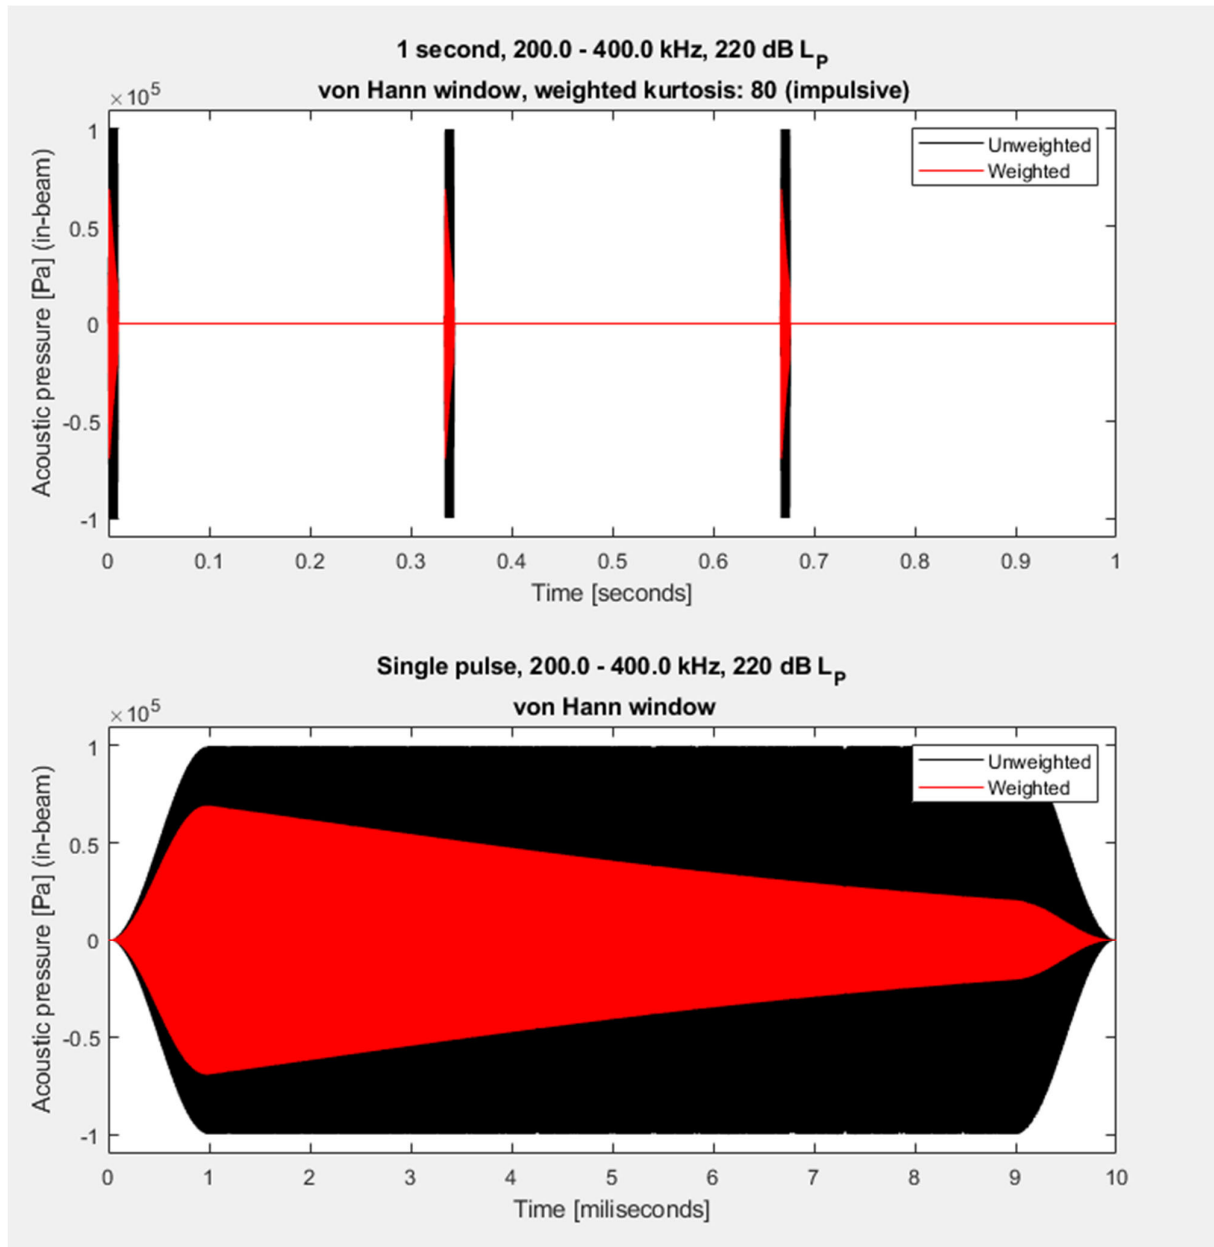 1 second, 200.0 - 400.0 kHz, 220 dB L_P
von Hann window, weighted kurtosis: 80 (impulsive)
×10^5
Acoustic pressure [Pa] (in-beam)
1
0.5
0
-0.5
-1
Unweighted
Weighted
0 0.1 0.2 0.3 0.4 0.5 0.6 0.7 0.8 0.9 1
Time [seconds]
Single pulse, 200.0 - 400.0 kHz, 220 dB L_P
von Hann window
×10^5
Acoustic pressure [Pa] (in-beam)
1
0.5
0
-0.5
-1
Unweighted
Weighted
0 1 2 3 4 5 6 7 8 9 10
Time [miliseconds]